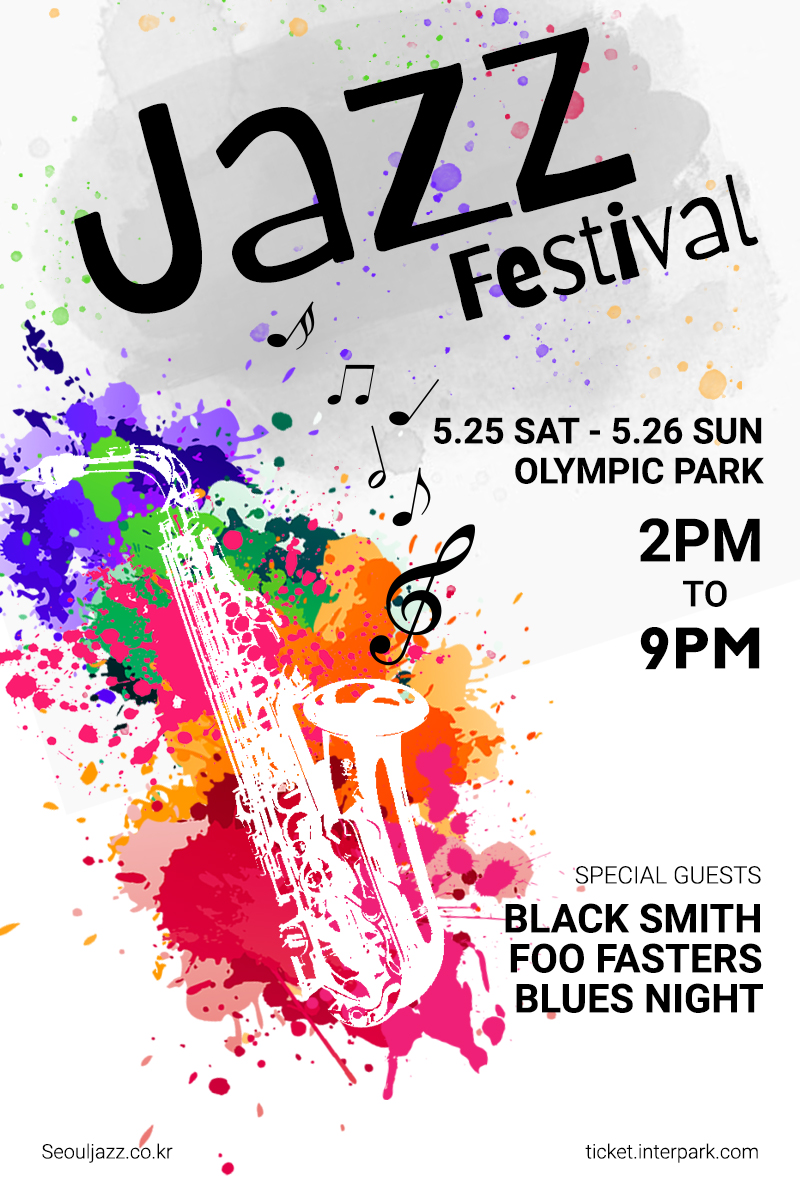 Jazz
Festival
5.25 SAT - 5.26 SUN
OLYMPIC PARK
2PM
TO
9PM
SPECIAL GUESTS
BLACK SMITH
FOO FASTERS
BLUES NIGHT
Seouljazz.co.kr
ticket.interpark.com